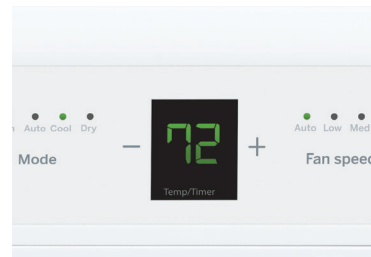 Auto Cool Dry
Auto Low Med
72
− +
Mode
Fan speed
Temp/Timer